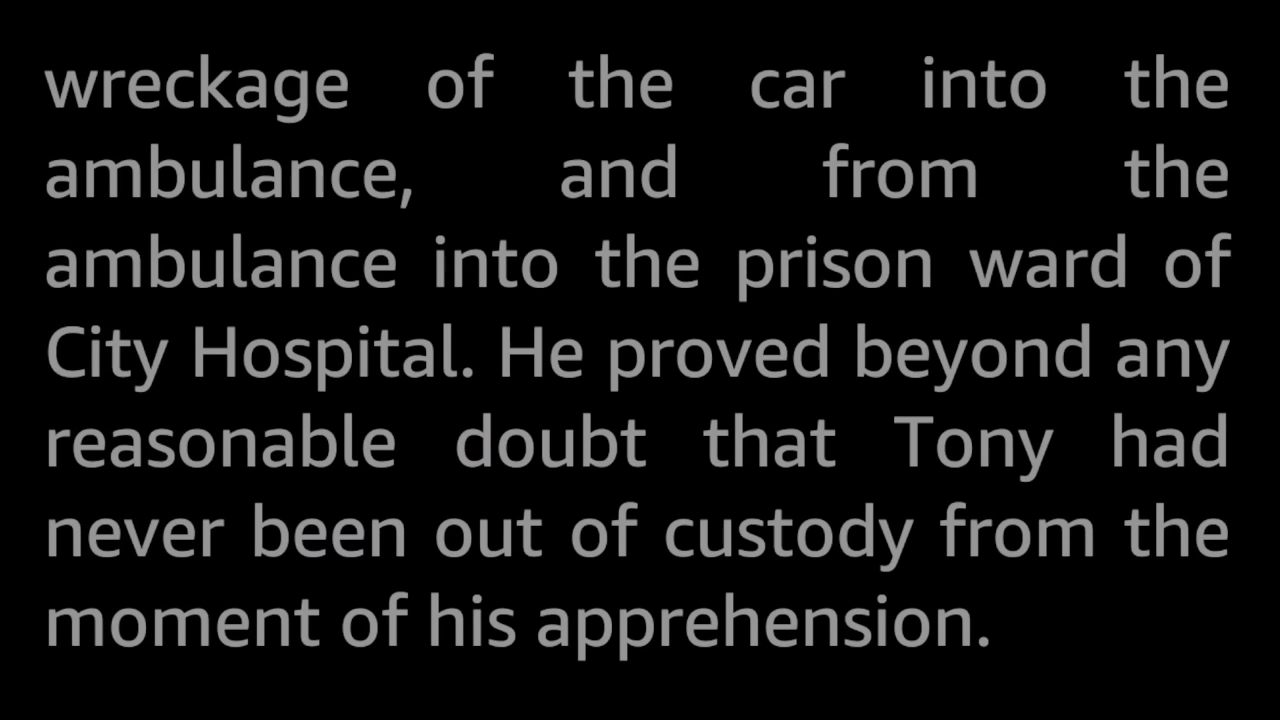 wreckage of the car into the
ambulance, and from the
ambulance into the prison ward of
City Hospital. He proved beyond any
reasonable doubt that Tony had
never been out of custody from the
moment of his apprehension.